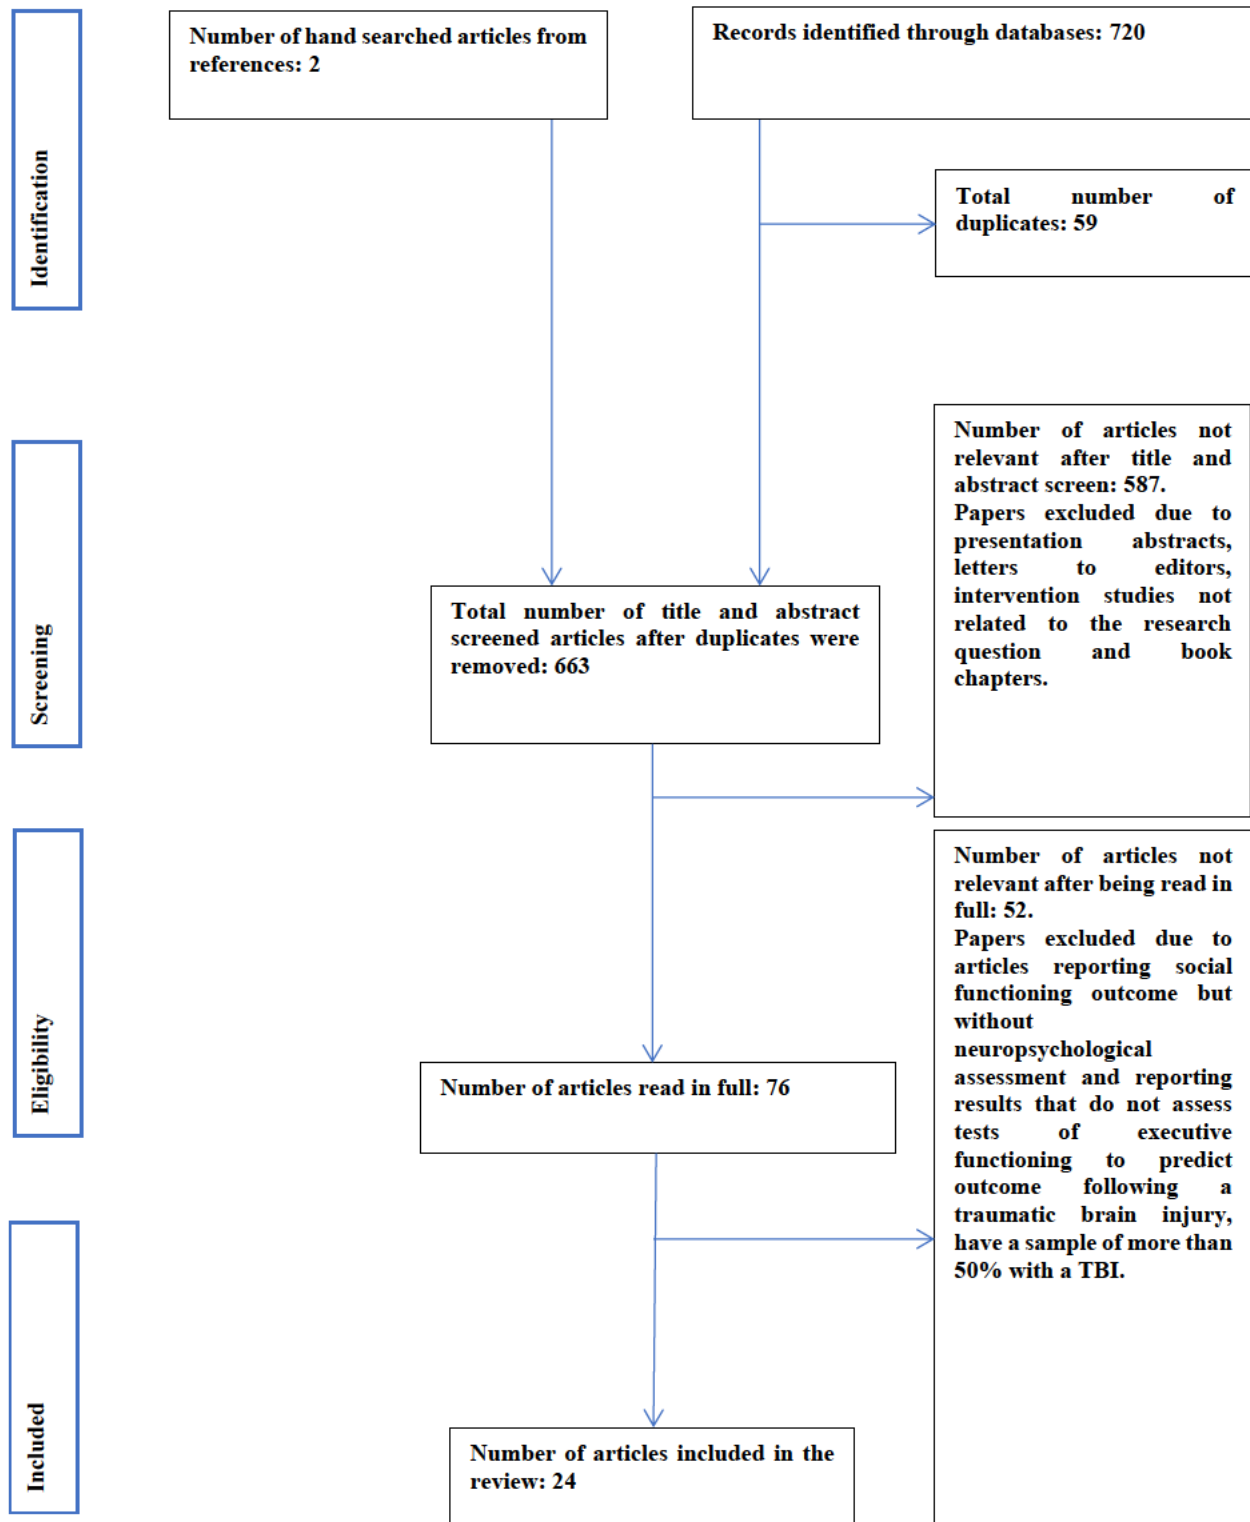 Identification
Number of hand searched articles from
references: 2
Records identified through databases: 720
Total number of
duplicates: 59
Screening
Total number of title and abstract
screened articles after duplicates were
removed: 663
Number of articles not
relevant after title and
abstract screen: 587.
Papers excluded due to
presentation abstracts,
letters to editors,
intervention studies not
related to the research
question and book
chapters.
Eligibility
Number of articles read in full: 76
Number of articles not
relevant after being read in
full: 52.
Papers excluded due to
articles reporting social
functioning outcome but
without
neuropsychological
assessment and reporting
results that do not assess
tests of executive
functioning to predict
outcome following a
traumatic brain injury,
have a sample of more than
50% with a TBI.
Included
Number of articles included in the
review: 24